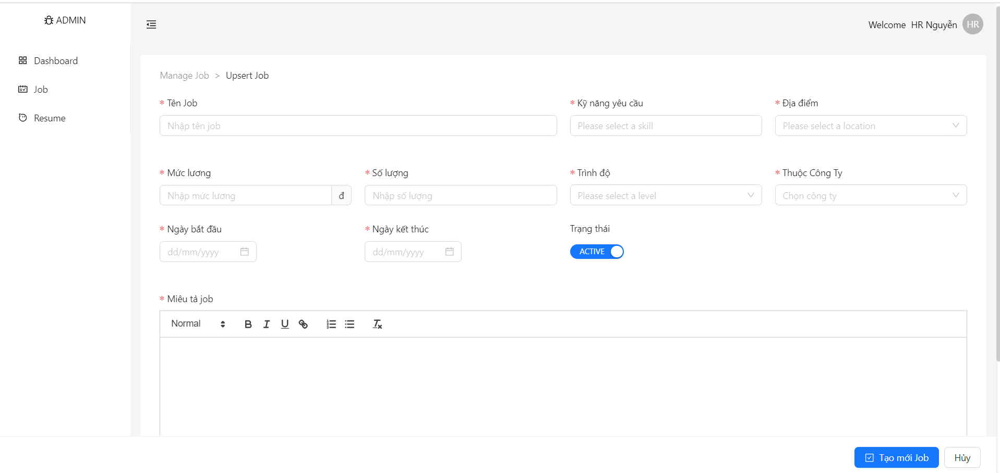 ADMIN
Welcome HR Nguyễn HR
Dashboard
Job
Resume
Manage Job > Upsert Job
* Tên Job
* Kỹ năng yêu cầu
* Địa điểm
Nhập tên job
Please select a skill
Please select a location
* Mức lương
* Số lượng
* Trình độ
* Thuộc Công Ty
Nhập mức lương
đ
Nhập số lượng
Please select a level
Chọn công ty
* Ngày bắt đầu
* Ngày kết thúc
Trạng thái
dd/mm/yyyy
dd/mm/yyyy
ACTIVE
* Miêu tả job
Normal
Tạo mới Job
Hủy